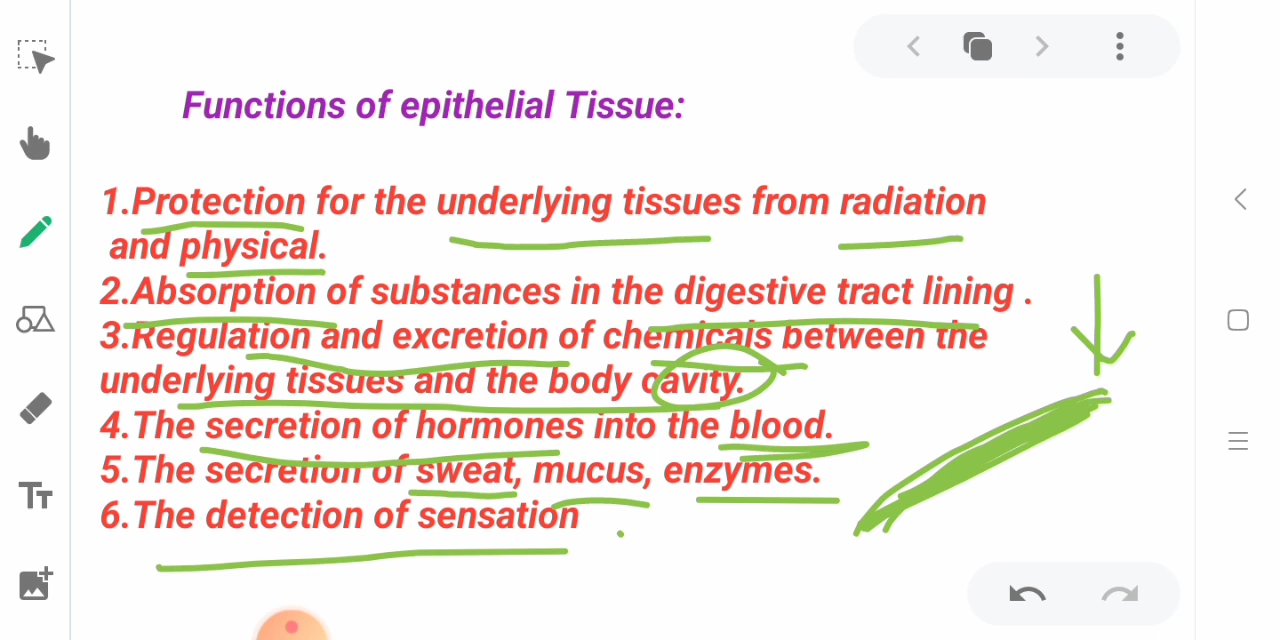 Functions of epithelial Tissue:
1.Protection for the underlying tissues from radiation
and physical.
2.Absorption of substances in the digestive tract lining .
3.Regulation and excretion of chemicals between the
underlying tissues and the body cavity.
4.The secretion of hormones into the blood.
5.The secretion of sweat, mucus, enzymes.
6.The detection of sensation
TT